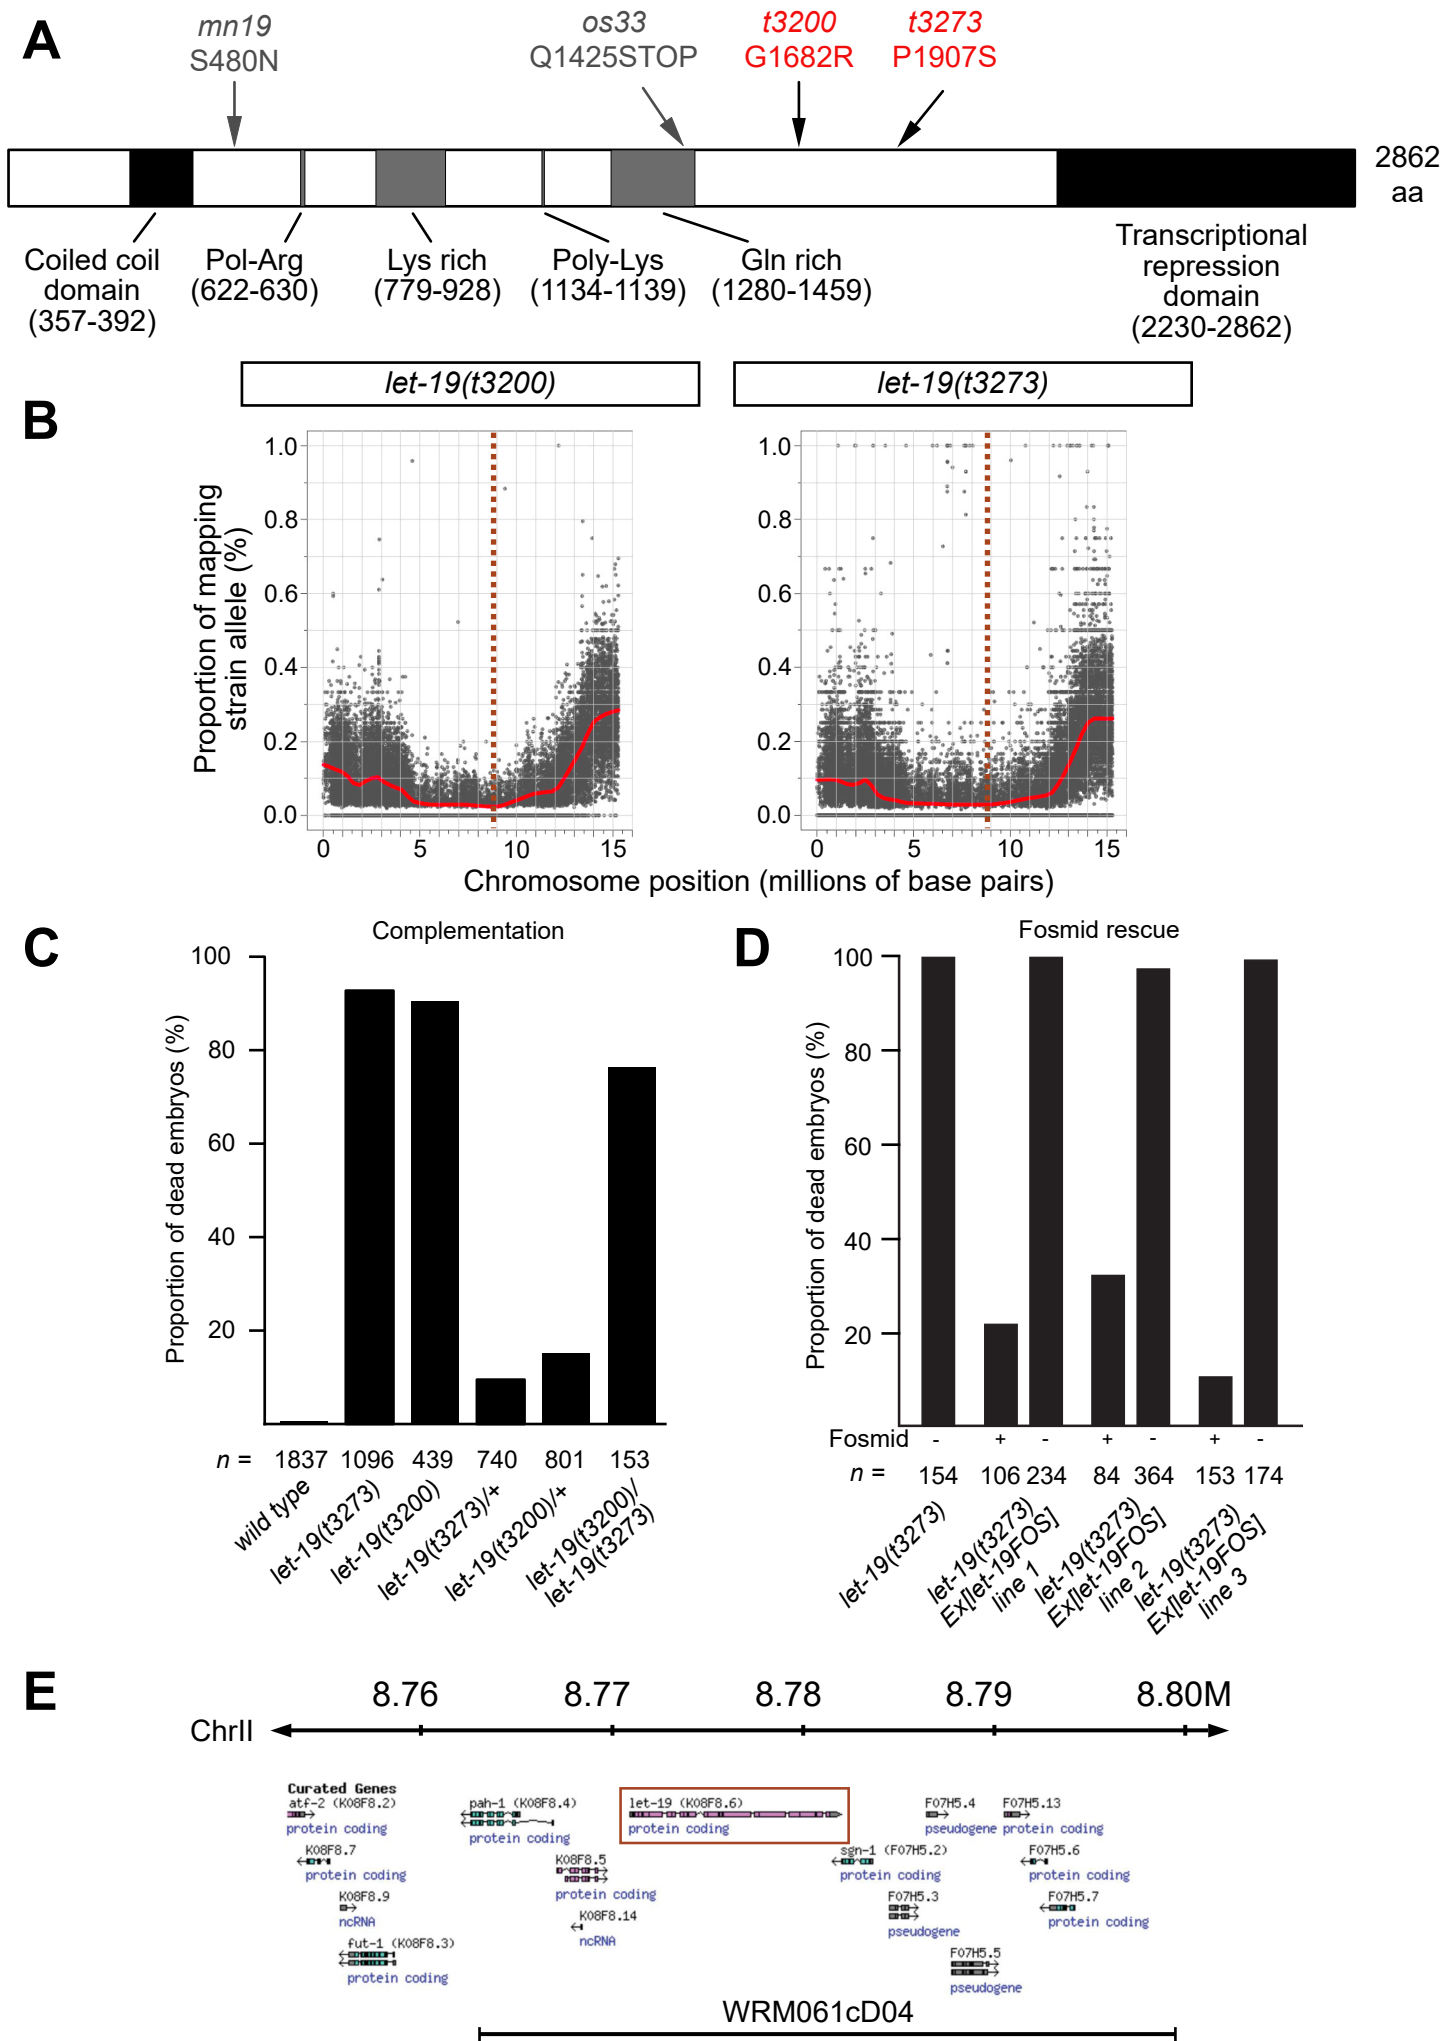 A
mn19
S480N
os33
Q1425STOP
t3200
G1682R
t3273
P1907S
2862
aa
Coiled coil
domain
(357-392)
Pol-Arg
(622-630)
Lys rich
(779-928)
Poly-Lys
(1134-1139)
Gln rich
(1280-1459)
Transcriptional
repression
domain
(2230-2862)
B
let-19(t3200)
let-19(t3273)
Proportion of mapping
strain allele (%)
1.0
0.8
0.6
0.4
0.2
0.0
0 5 10 15
1.0
0.8
0.6
0.4
0.2
0.0
0 5 10 15
Chromosome position (millions of base pairs)
C
Complementation
Proportion of dead embryos (%)
100
80
60
40
20
n = 1837 1096 439 740 801 153
wild type
let-19(t3273)
let-19(t3200)
let-19(t3273)/+
let-19(t3200)/+
let-19(t3200)/
let-19(t3273)
D
Fosmid rescue
Proportion of dead embryos (%)
100
80
60
40
20
Fosmid - + - + - + -
n = 154 106 234 84 364 153 174
let-19(t3273)
let-19(t3273)
Ex[let-19FOS]
line 1
let-19(t3273)
Ex[let-19FOS]
line 2
let-19(t3273)
Ex[let-19FOS]
line 3
E
8.76 8.77 8.78 8.79 8.80M
ChrII
Curated Genes
atf-2 (K08F8.2)
protein coding
pah-1 (K08F8.4)
protein coding
let-19 (K08F8.6)
protein coding
F07H5.4
pseudogene
F07H5.13
protein coding
K08F8.7
protein coding
K08F8.5
protein coding
sgn-1 (F07H5.2)
protein coding
F07H5.6
protein coding
K08F8.9
ncRNA
K08F8.14
ncRNA
F07H5.3
pseudogene
F07H5.7
protein coding
fut-1 (K08F8.3)
protein coding
F07H5.5
pseudogene
WRM061cD04